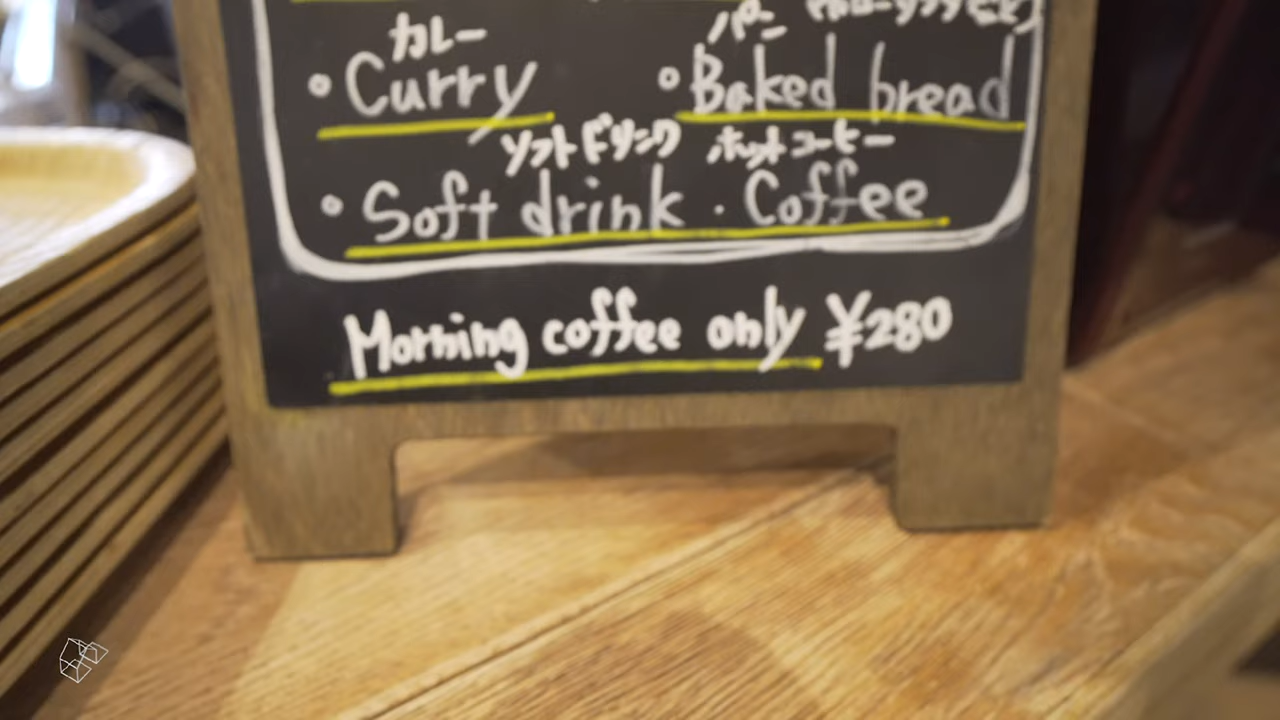 カレー パン
° Curry ° Baked bread
ソフトドリンク ホットコーヒー
• Soft drink · Coffee
Morning coffee only ¥280